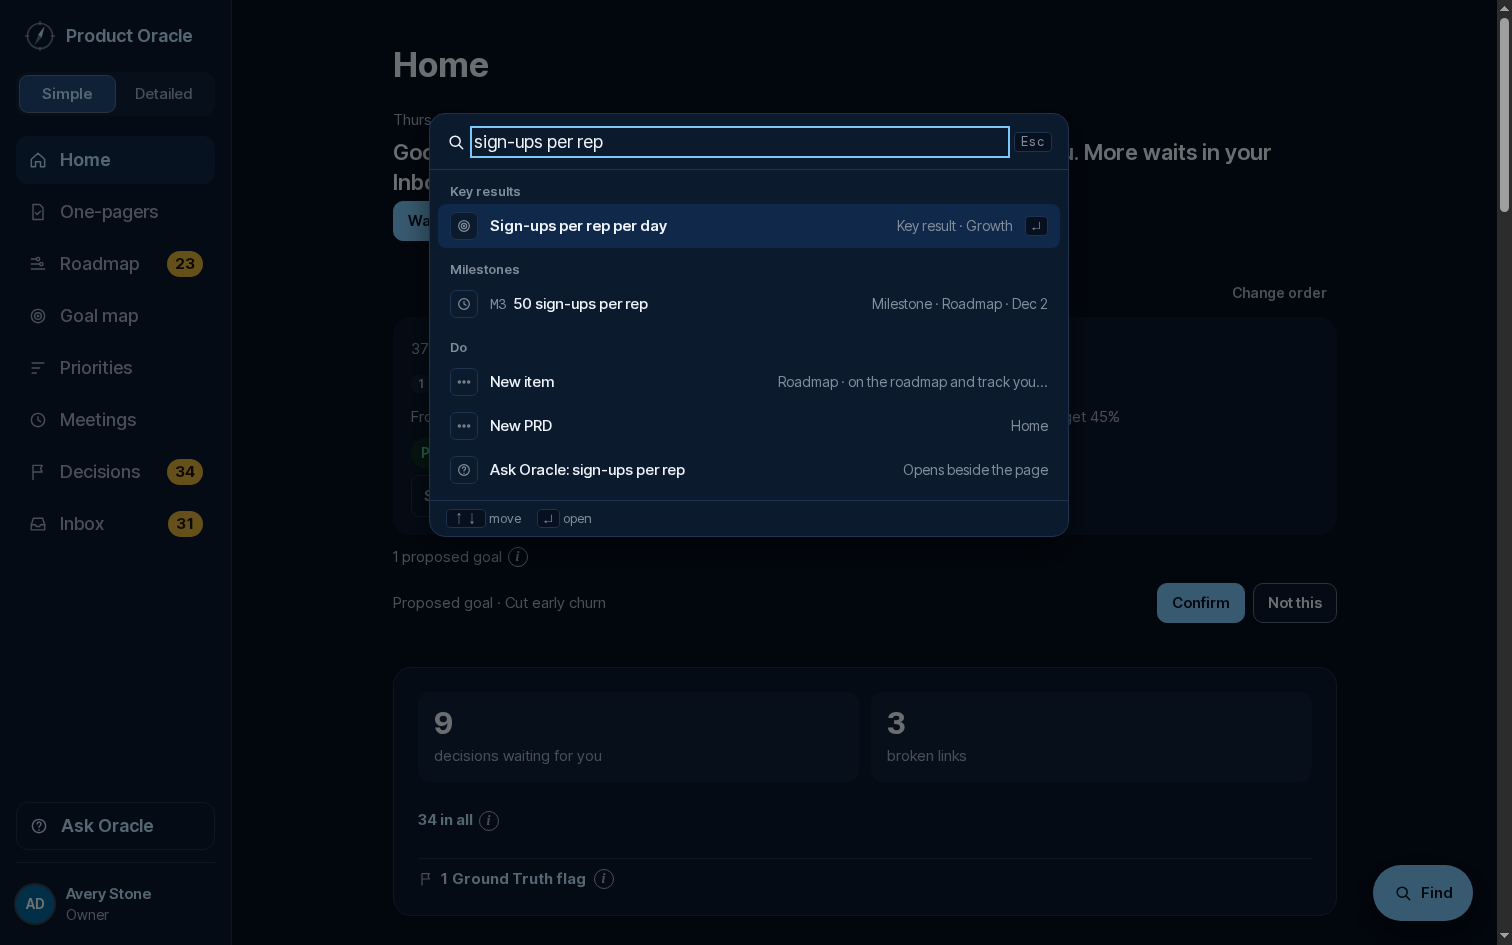 Product Oracle
Simple
Detailed
Home
One-pagers
Roadmap 23
Goal map
Priorities
Meetings
Decisions 34
Inbox 31
Ask Oracle
AD
Avery Stone
Owner
Home
Thurs
More waits in your
sign-ups per rep
Esc
Key results
Sign-ups per rep per day
Key result · Growth
Milestones
M3 50 sign-ups per rep
Milestone · Roadmap · Dec 2
Do
New item
Roadmap · on the roadmap and track you...
New PRD
Home
Ask Oracle: sign-ups per rep
Opens beside the page
↑ ↓ move
↵ open
Change order
37
1
45%
1 proposed goal i
Proposed goal · Cut early churn
Confirm
Not this
9
decisions waiting for you
3
broken links
34 in all i
1 Ground Truth flag i
Find